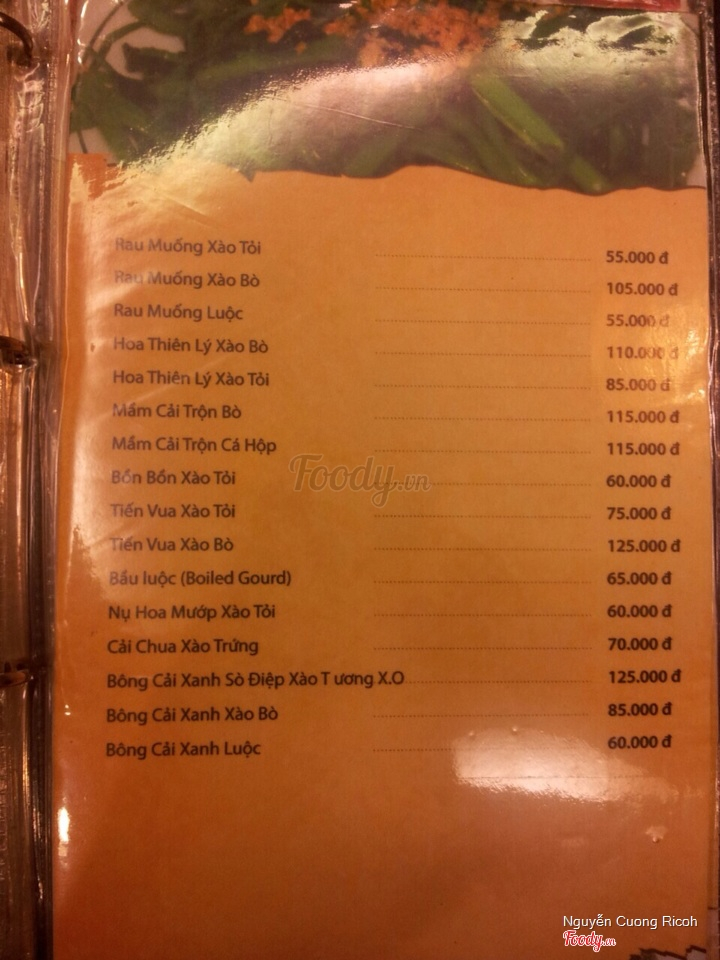 Rau Muống Xào Tỏi 55.000 đ
Rau Muống Xào Bò 105.000 đ
Rau Muống Luộc 55.000 đ
Hoa Thiên Lý Xào Bò 110.000 đ
Hoa Thiên Lý Xào Tỏi 85.000 đ
Mầm Cải Trộn Bò 115.000 đ
Mầm Cải Trộn Cá Hộp 115.000 đ
Bồn Bồn Xào Tỏi 60.000 đ
Tiến Vua Xào Tỏi 75.000 đ
Tiến Vua Xào Bò 125.000 đ
Bầu luộc (Boiled Gourd) 65.000 đ
Nụ Hoa Mướp Xào Tỏi 60.000 đ
Cải Chua Xào Trứng 70.000 đ
Bông Cải Xanh Sò Điệp Xào T ương X.O 125.000 đ
Bông Cải Xanh Xào Bò 85.000 đ
Bông Cải Xanh Luộc 60.000 đ
Foody.vn
Nguyễn Cuong Ricoh
Foody.vn